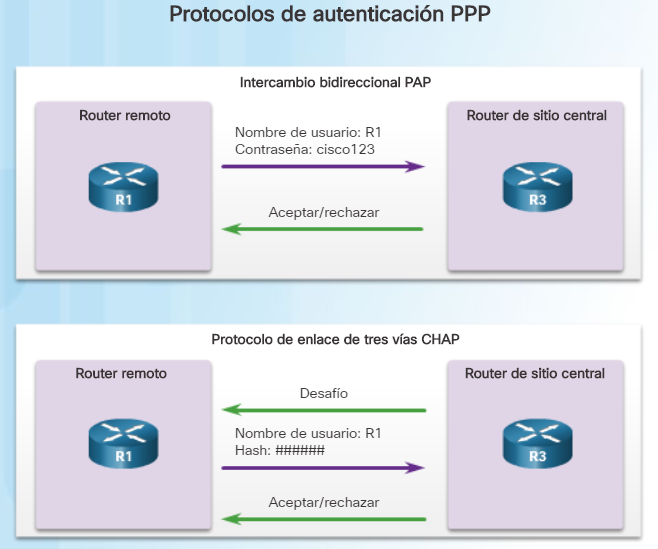 Protocolos de autenticación PPP
Intercambio bidireccional PAP
Router remoto
Router de sitio central
Nombre de usuario: R1
Contraseña: cisco123
R1
R3
Aceptar/rechazar
Protocolo de enlace de tres vías CHAP
Router remoto
Router de sitio central
Desafío
Nombre de usuario: R1
Hash: ######
R1
R3
Aceptar/rechazar